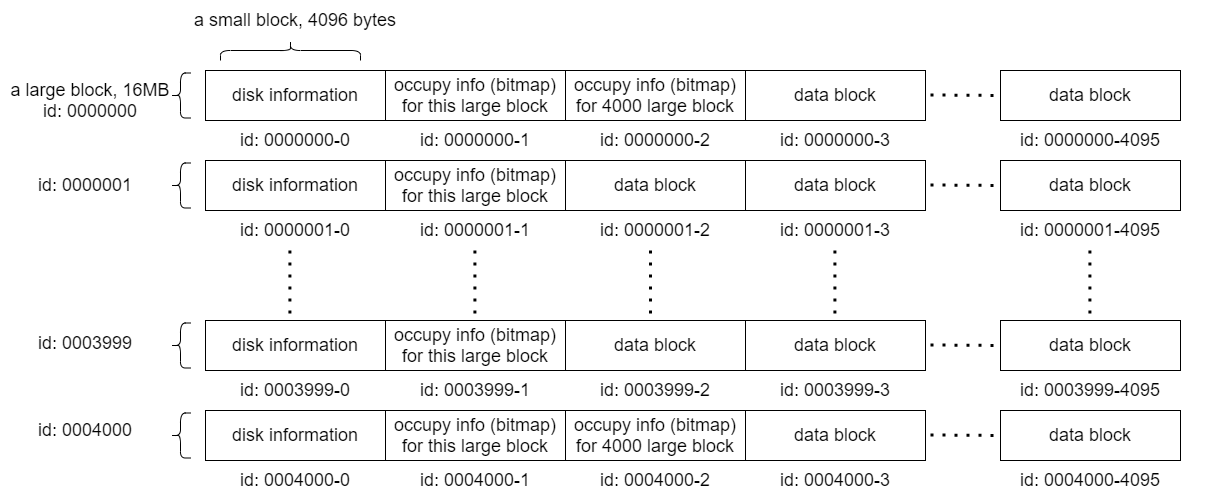 a small block, 4096 bytes
a large block, 16MB
id: 0000000
disk information
occupy info (bitmap)
for this large block
occupy info (bitmap)
for 4000 large block
data block
data block
id: 0000000-0
id: 0000000-1
id: 0000000-2
id: 0000000-3
id: 0000000-4095
id: 0000001
disk information
occupy info (bitmap)
for this large block
data block
data block
data block
id: 0000001-0
id: 0000001-1
id: 0000001-2
id: 0000001-3
id: 0000001-4095
id: 0003999
disk information
occupy info (bitmap)
for this large block
data block
data block
data block
id: 0003999-0
id: 0003999-1
id: 0003999-2
id: 0003999-3
id: 0003999-4095
id: 0004000
disk information
occupy info (bitmap)
for this large block
occupy info (bitmap)
for 4000 large block
data block
data block
id: 0004000-0
id: 0004000-1
id: 0004000-2
id: 0004000-3
id: 0004000-4095